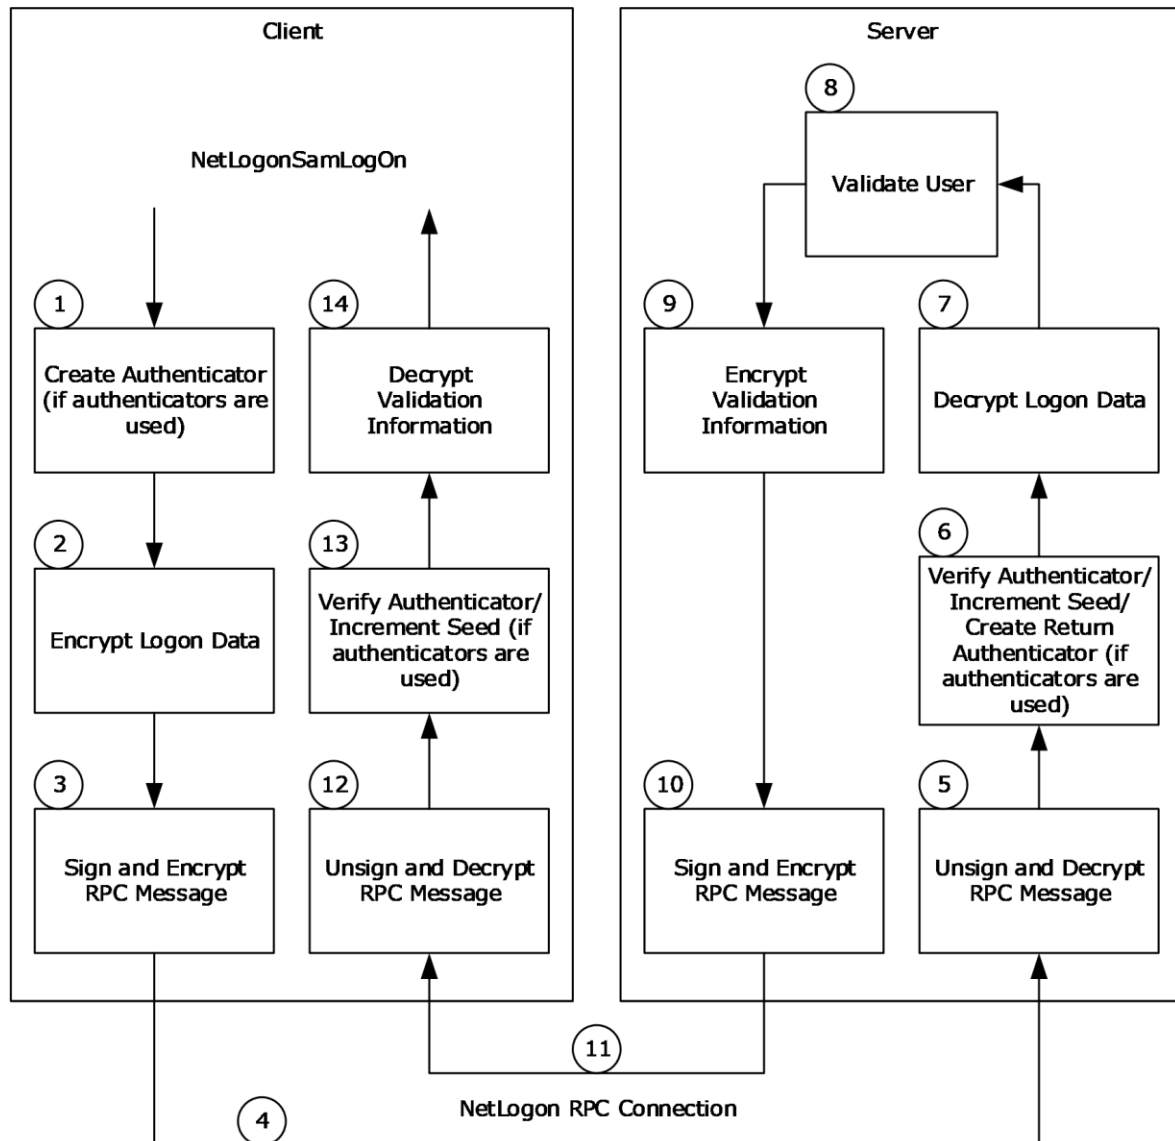 Client
Server
NetLogonSamLogOn
8
Validate User
1
Create Authenticator
(if authenticators are
used)
14
Decrypt
Validation
Information
9
Encrypt
Validation
Information
7
Decrypt Logon Data
2
Encrypt Logon Data
13
Verify Authenticator/
Increment Seed (if
authenticators are
used)
6
Verify Authenticator/
Increment Seed/
Create Return
Authenticator (if
authenticators are
used)
3
Sign and Encrypt
RPC Message
12
Unsign and Decrypt
RPC Message
10
Sign and Encrypt
RPC Message
5
Unsign and Decrypt
RPC Message
11
NetLogon RPC Connection
4